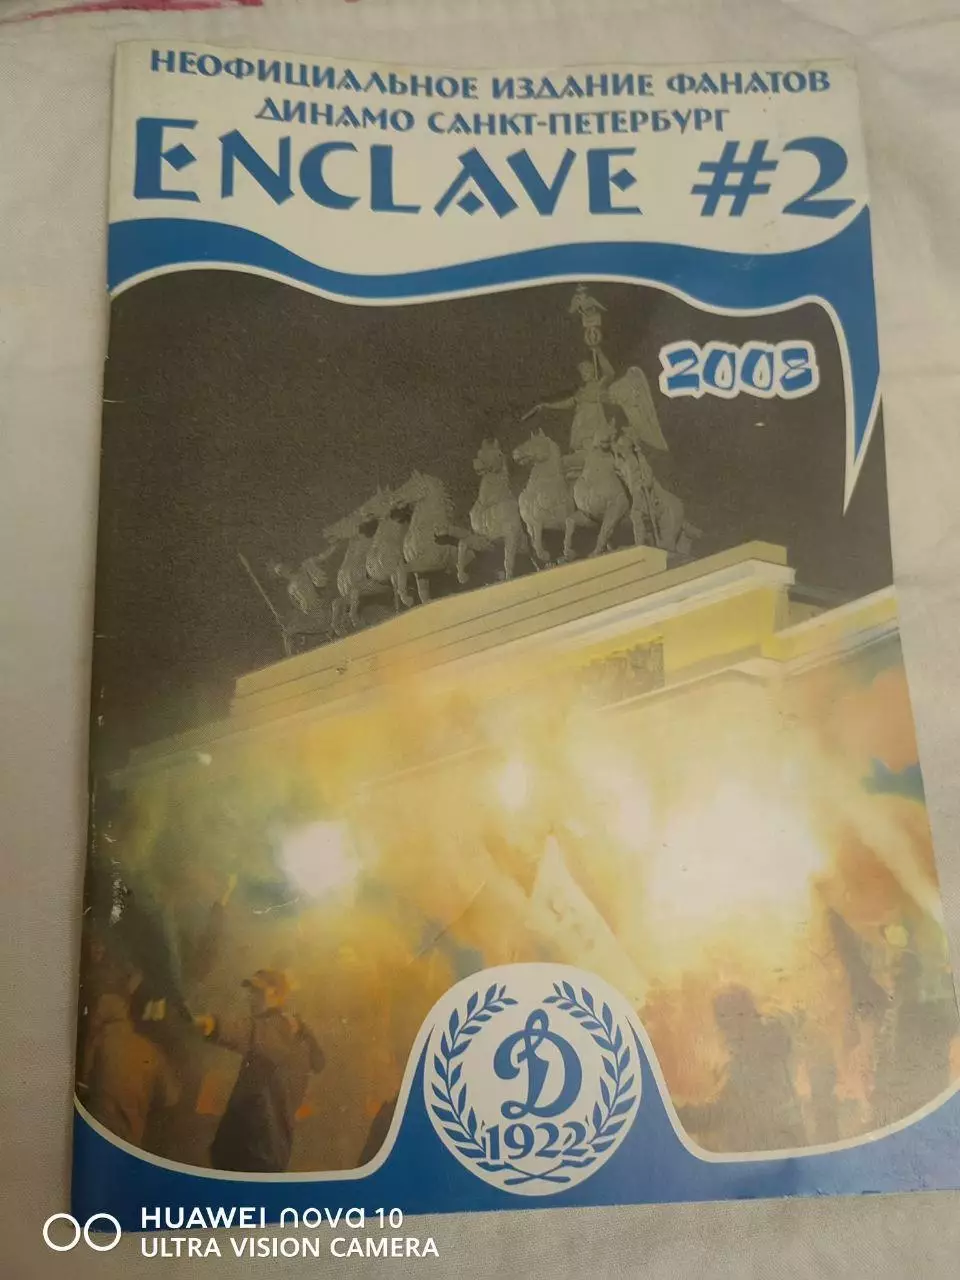 НЕОФИЦИАЛЬНОЕ ИЗДАНИЕ ФАНАТОВ
ДИНАМО САНКТ-ПЕТЕРБУРГ
ENCLAVE #2
2008
Д
1922
HUAWEI nova 10
ULTRA VISION CAMERA